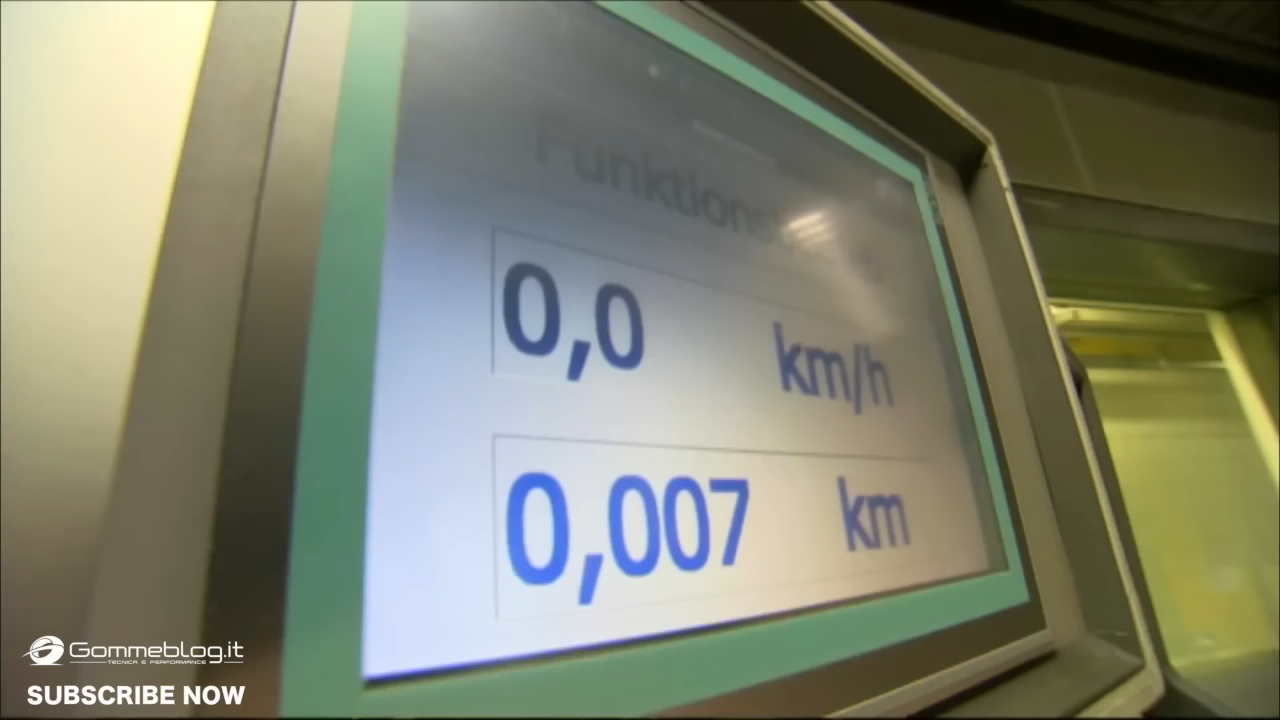 0,0 km/h
0,007 km
Gommeblog.it
TECNICA E PERFORMANCE
SUBSCRIBE NOW